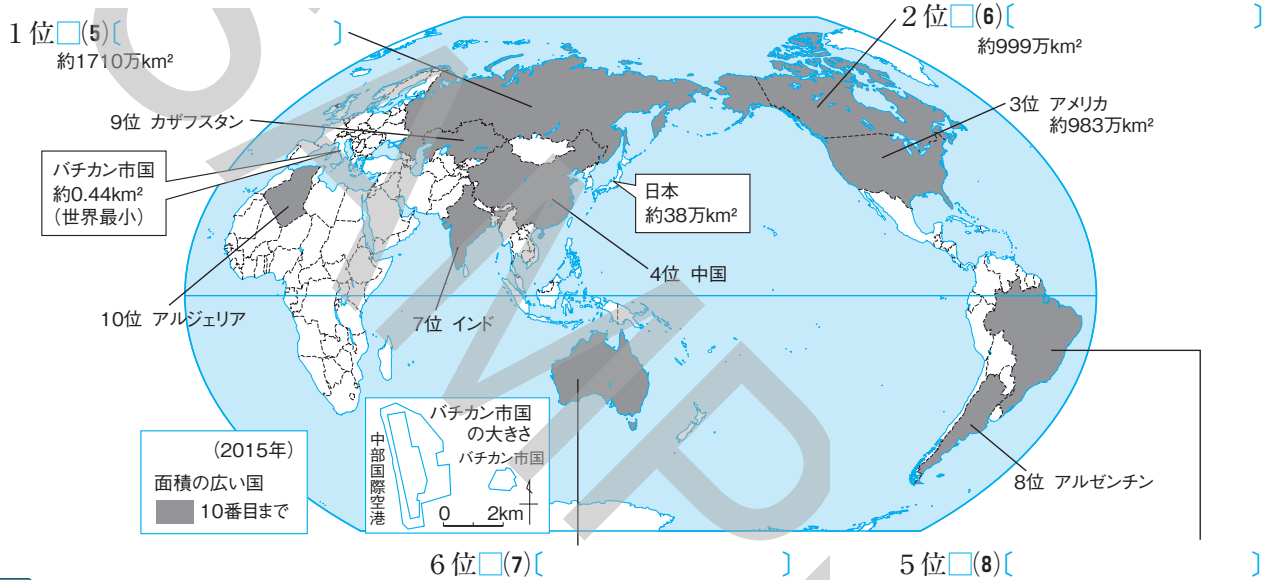 1位□(5)〔　　　〕
約1710万km²
2位□(6)〔　　　〕
約999万km²
3位 アメリカ
約983万km²
9位 カザフスタン
バチカン市国
約0.44km²
(世界最小)
日本
約38万km²
4位 中国
10位 アルジェリア
7位 インド
8位 アルゼンチン
(2015年)
面積の広い国
10番目まで
バチカン市国
の大きさ
中部国際空港
バチカン市国
0 2km
6位□(7)〔　　　〕
5位□(8)〔　　　〕